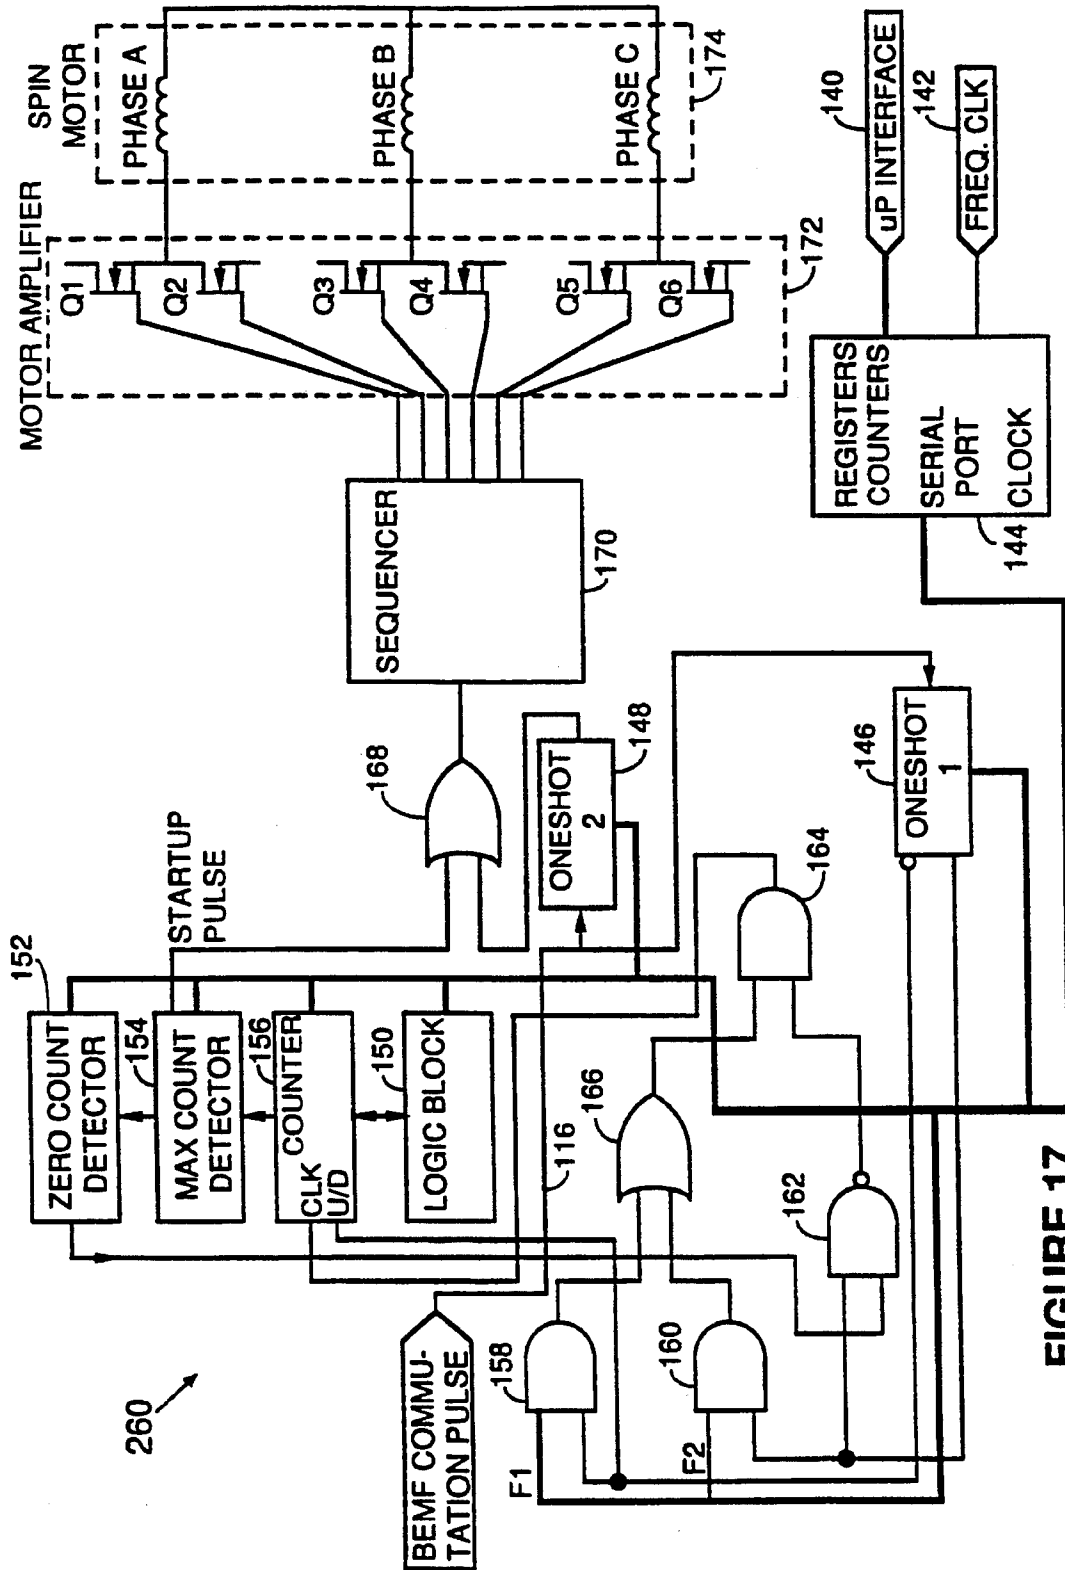 260
BEMF COMMU-
TATION PULSE
152
ZERO COUNT
DETECTOR
154
MAX COUNT
DETECTOR
156
COUNTER
CLK
U/D
150
LOGIC BLOCK
STARTUP
PULSE
116
F1
158
F2
160
166
162
164
168
ONESHOT
2
148
146
ONESHOT
1
SEQUENCER
170
MOTOR AMPLIFIER
Q1
Q2
Q3
Q4
Q5
Q6
172
SPIN
MOTOR
PHASE A
PHASE B
PHASE C
174
REGISTERS
COUNTERS
SERIAL
PORT
CLOCK
144
140
uP INTERFACE
142
FREQ. CLK
FIGURE 17